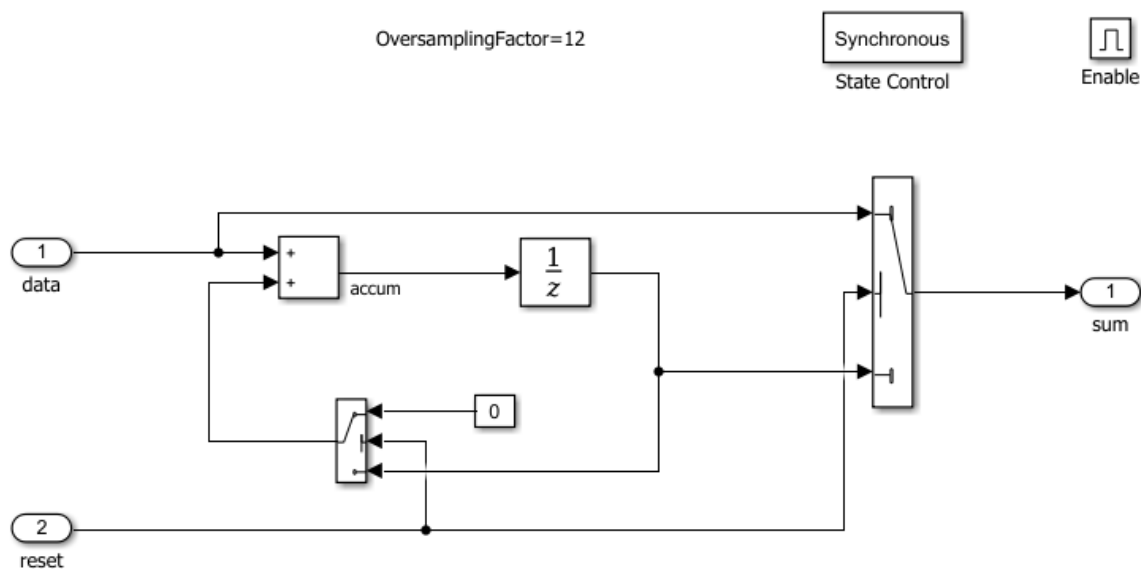 OversamplingFactor=12
Synchronous
State Control
Enable
1
data
+
+
accum
1
z
1
sum
0
2
reset